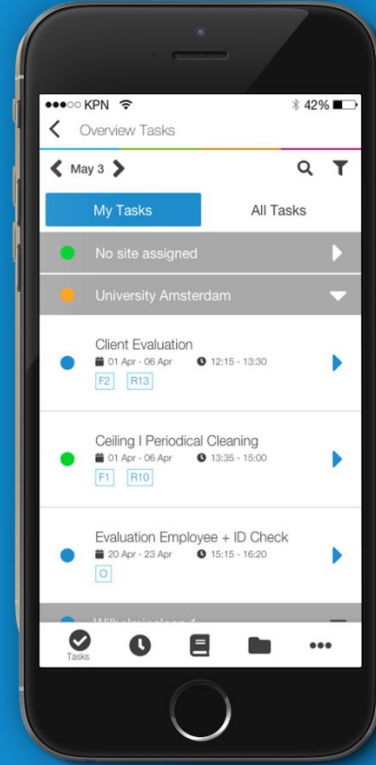 KPN 42%
Overview Tasks
May 3
My Tasks All Tasks
No site assigned
University Amsterdam
Client Evaluation
01 Apr - 06 Apr 12:15 - 13:30
F2 R13
Ceiling I Periodical Cleaning
01 Apr - 06 Apr 13:35 - 15:00
F1 R10
Evaluation Employee + ID Check
20 Apr - 23 Apr 15:15 - 16:20
O
Tasks